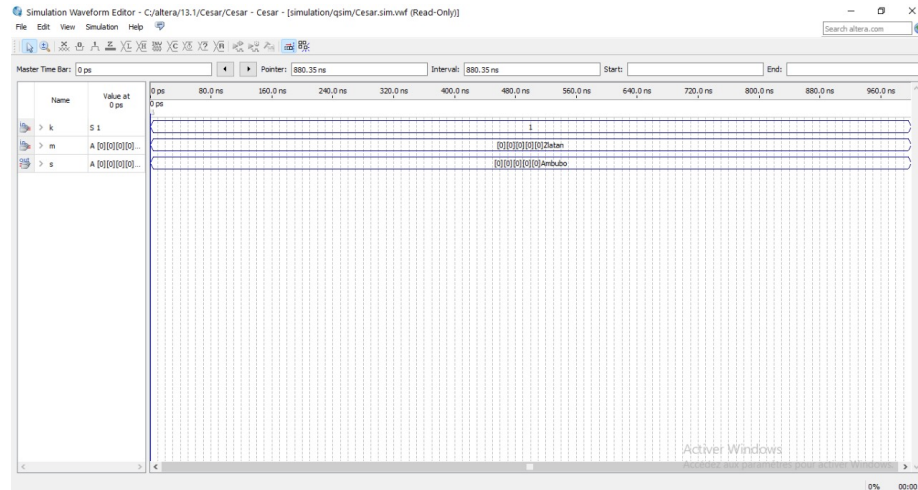 Simulation Waveform Editor - C:/altera/13.1/Cesar/Cesar - Cesar - [simulation/qsim/Cesar.sim.vwf (Read-Only)]
File Edit View Simulation Help
Search altera.com
Master Time Bar: 0 ps Pointer: 880.35 ns Interval: 880.35 ns Start: End:
Name Value at 0 ps
0 ps 80.0 ns 160.0 ns 240.0 ns 320.0 ns 400.0 ns 480.0 ns 560.0 ns 640.0 ns 720.0 ns 800.0 ns 880.0 ns 960.0 ns
0 ps
> k S 1 1
> m A [0][0][0][0]... [0][0][0][0][0]Zlatan
> s A [0][0][0][0]... [0][0][0][0][0]Ambubo
Activer Windows
Accédez aux paramètres pour activer Windows.
0% 00:00